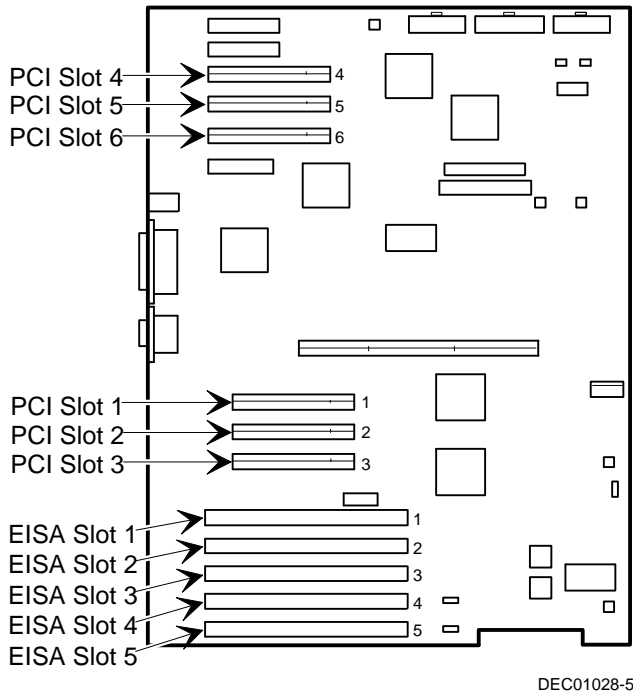 PCI Slot 4 4
PCI Slot 5 5
PCI Slot 6 6
PCI Slot 1 1
PCI Slot 2 2
PCI Slot 3 3
EISA Slot 1 1
EISA Slot 2 2
EISA Slot 3 3
EISA Slot 4 4
EISA Slot 5 5
DEC01028-5